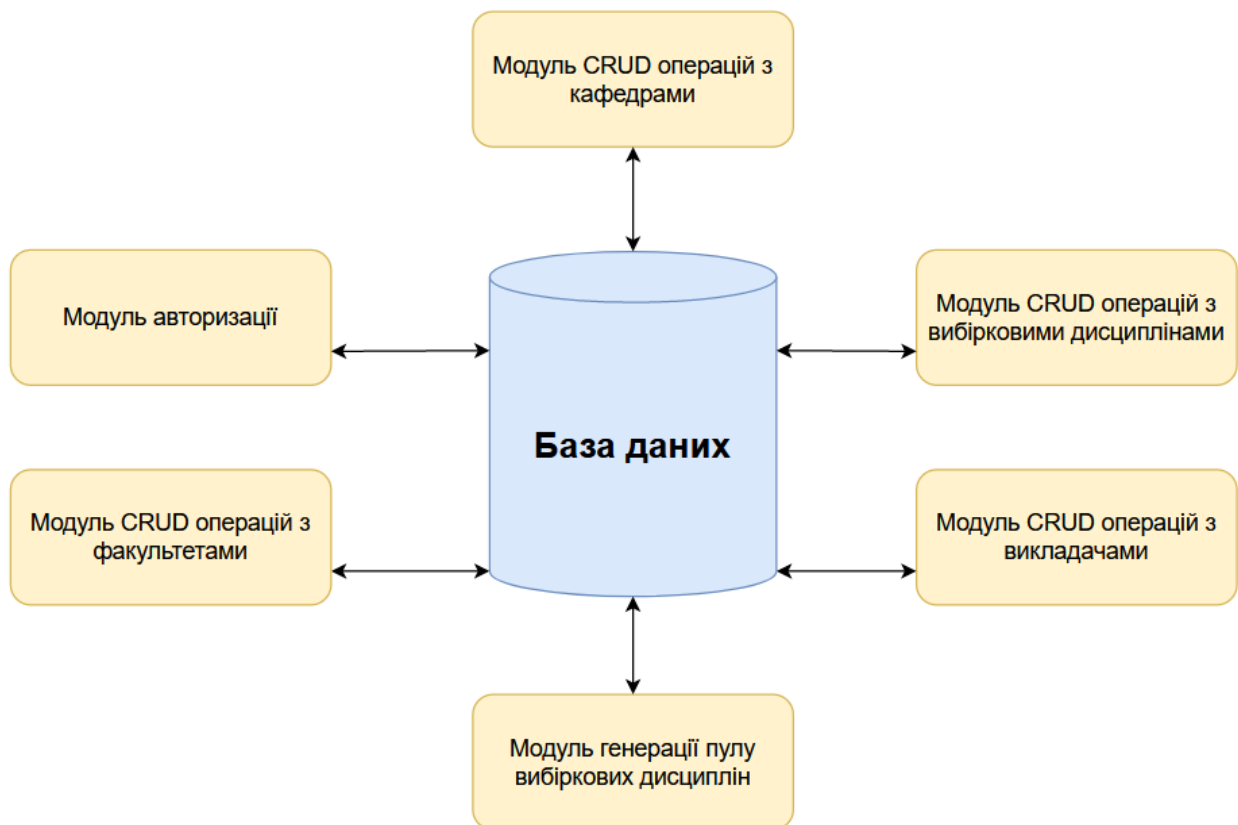 Модуль CRUD операцій з
кафедрами
Модуль авторизації
Модуль CRUD операцій з
вибірковими дисциплінами
База даних
Модуль CRUD операцій з
факультетами
Модуль CRUD операцій з
викладачами
Модуль генерації пулу
вибіркових дисциплін